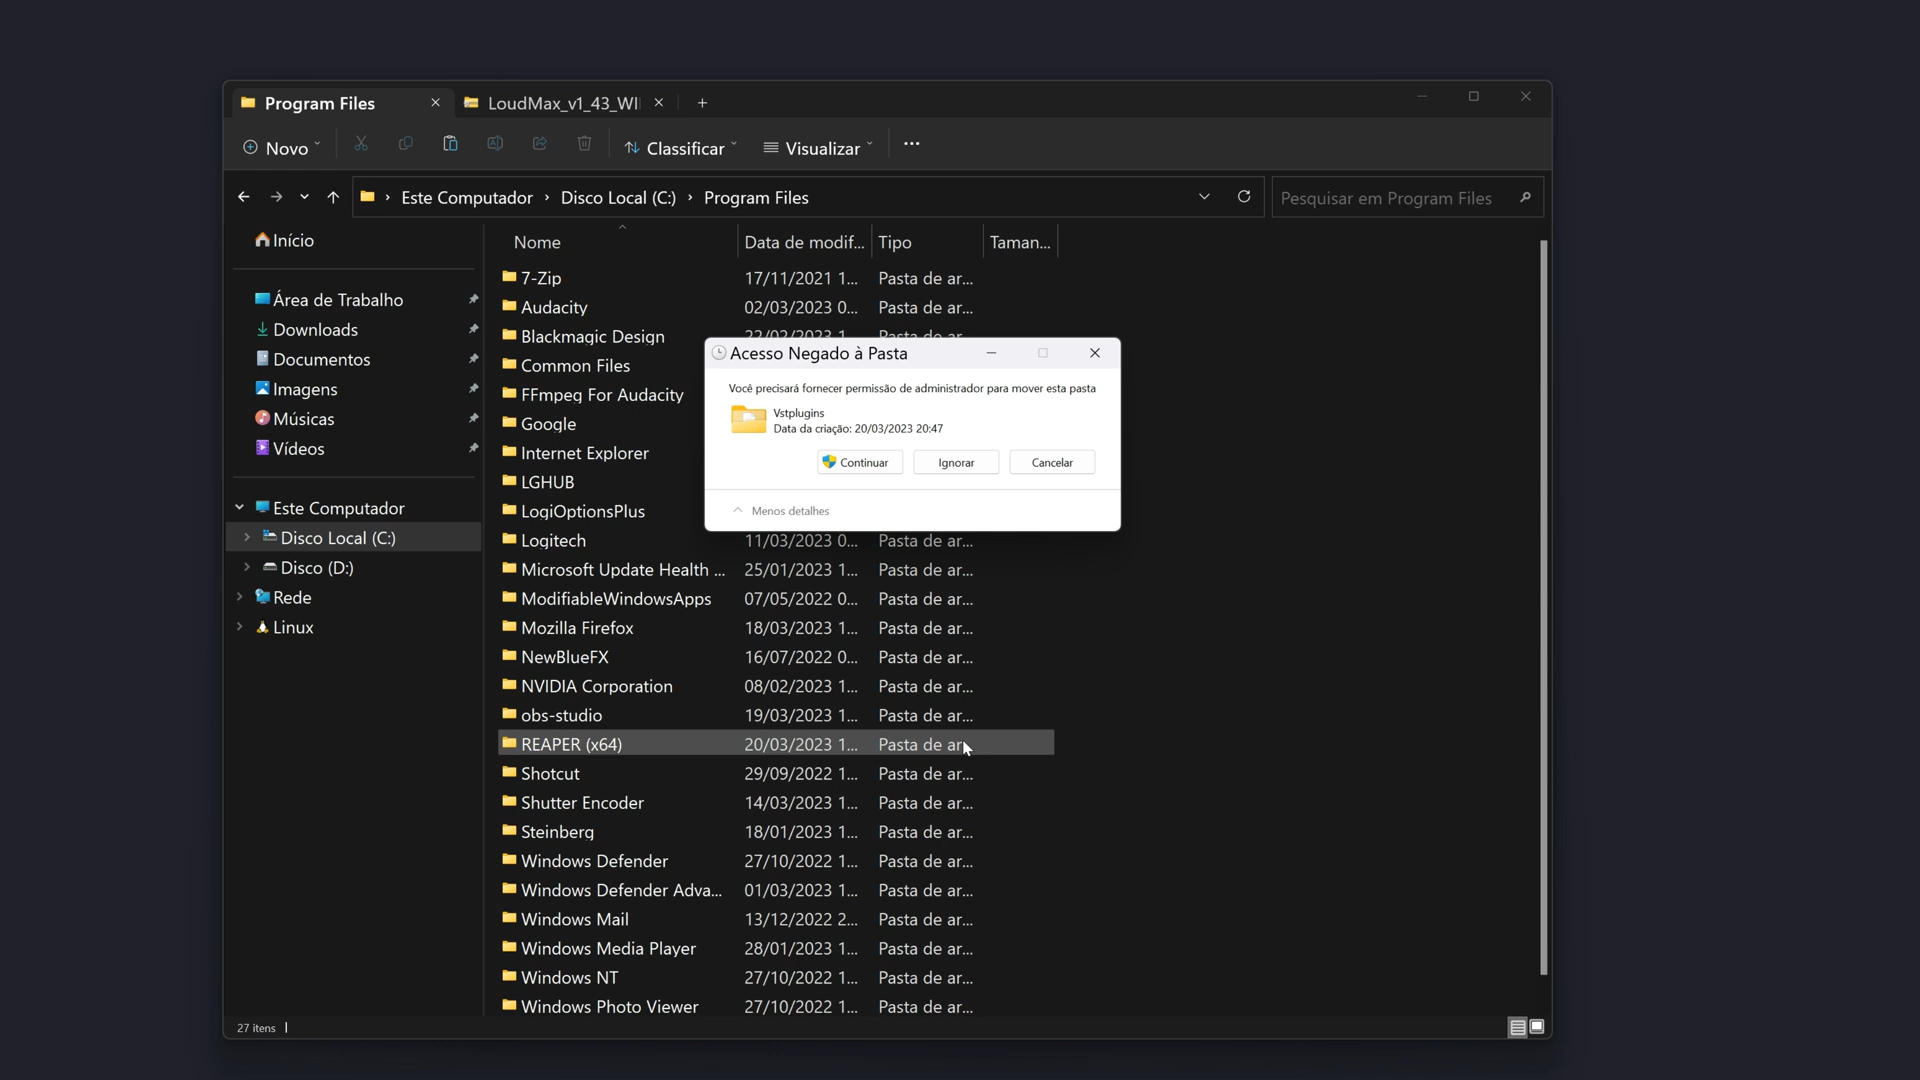 Program Files
LoudMax_v1_43_WI
Novo
Classificar
Visualizar
Este Computador
Disco Local (C:)
Program Files
Pesquisar em Program Files
Início
Área de Trabalho
Downloads
Documentos
Imagens
Músicas
Vídeos
Este Computador
Disco Local (C:)
Disco (D:)
Rede
Linux
Nome Data de modif... Tipo Taman...
7-Zip 17/11/2021 1... Pasta de ar...
Audacity 02/03/2023 0... Pasta de ar...
Blackmagic Design 22/02/2023 1... Pasta de ar...
Common Files
FFmpeg For Audacity
Google
Internet Explorer
LGHUB
LogiOptionsPlus
Logitech 11/03/2023 0... Pasta de ar...
Microsoft Update Health ... 25/01/2023 1... Pasta de ar...
ModifiableWindowsApps 07/05/2022 0... Pasta de ar...
Mozilla Firefox 18/03/2023 1... Pasta de ar...
NewBlueFX 16/07/2022 0... Pasta de ar...
NVIDIA Corporation 08/02/2023 1... Pasta de ar...
obs-studio 19/03/2023 1... Pasta de ar...
REAPER (x64) 20/03/2023 1... Pasta de ar...
Shotcut 29/09/2022 1... Pasta de ar...
Shutter Encoder 14/03/2023 1... Pasta de ar...
Steinberg 18/01/2023 1... Pasta de ar...
Windows Defender 27/10/2022 1... Pasta de ar...
Windows Defender Adva... 01/03/2023 1... Pasta de ar...
Windows Mail 13/12/2022 2... Pasta de ar...
Windows Media Player 28/01/2023 1... Pasta de ar...
Windows NT 27/10/2022 1... Pasta de ar...
Windows Photo Viewer 27/10/2022 1... Pasta de ar...
Acesso Negado à Pasta
Você precisará fornecer permissão de administrador para mover esta pasta
Vstplugins
Data da criação: 20/03/2023 20:47
Continuar
Ignorar
Cancelar
Menos detalhes
27 itens